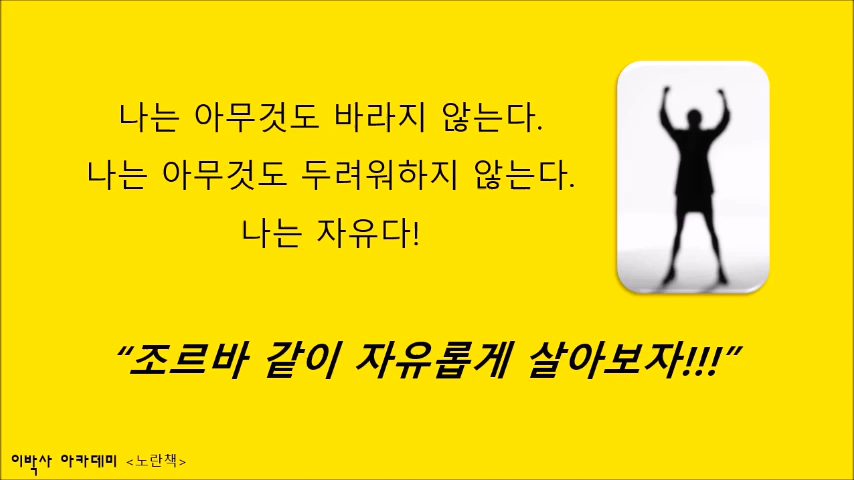 나는 아무것도 바라지 않는다.
나는 아무것도 두려워하지 않는다.
나는 자유다!
“조르바 같이 자유롭게 살아보자!!!”
이박사 아카데미 <노란책>